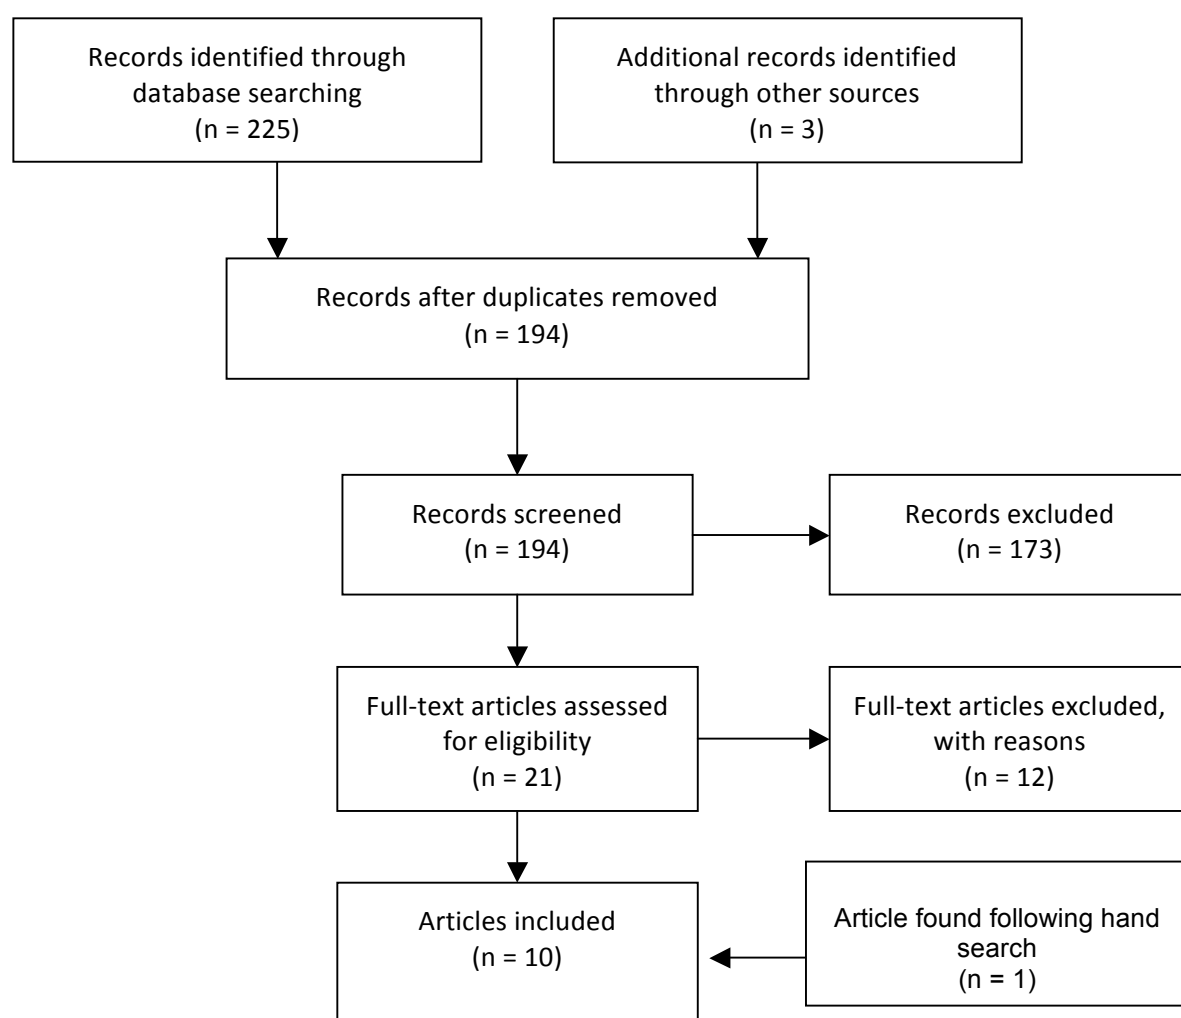 Records identified through
database searching
(n = 225)
Additional records identified
through other sources
(n = 3)
Records after duplicates removed
(n = 194)
Records screened
(n = 194)
Records excluded
(n = 173)
Full-text articles assessed
for eligibility
(n = 21)
Full-text articles excluded,
with reasons
(n = 12)
Articles included
(n = 10)
Article found following hand
search
(n = 1)